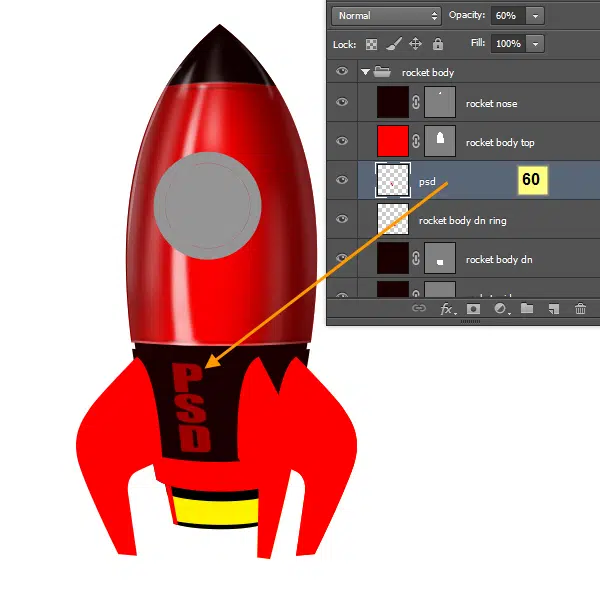 Normal Opacity: 60%
Lock: Fill: 100%
rocket body
rocket nose
rocket body top
psd 60
rocket body dn ring
rocket body dn
fx
PSD